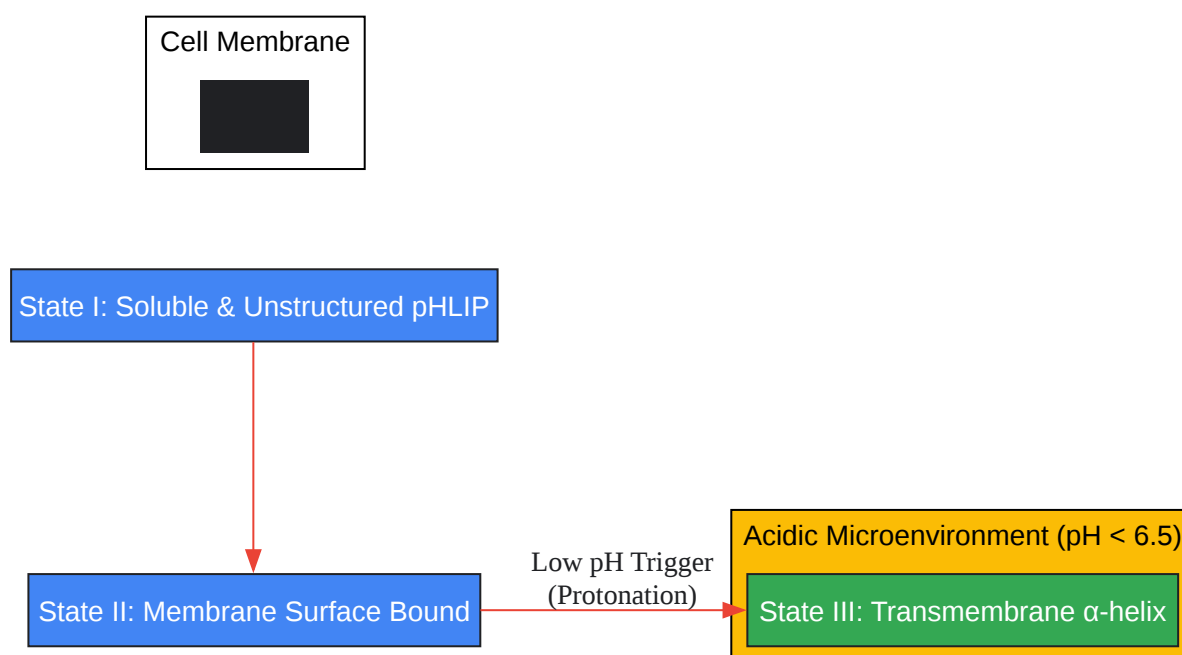 Cell Membrane
State I: Soluble & Unstructured pHLIP
Acidic Microenvironment (pH < 6.5)
Low pH Trigger
(Protonation)
State II: Membrane Surface Bound
State III: Transmembrane α-helix